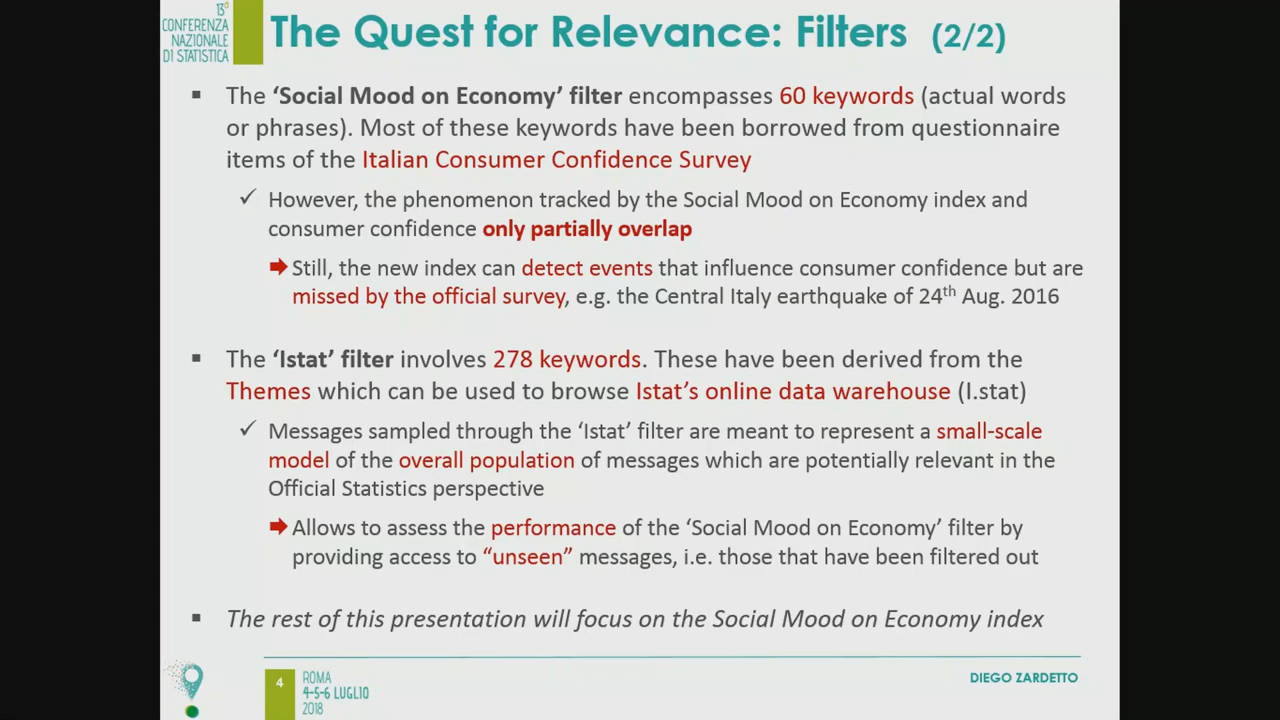 13°
CONFERENZA
NAZIONALE
DI STATISTICA
The Quest for Relevance: Filters (2/2)
▪ The ‘Social Mood on Economy’ filter encompasses 60 keywords (actual words
or phrases). Most of these keywords have been borrowed from questionnaire
items of the Italian Consumer Confidence Survey
✓ However, the phenomenon tracked by the Social Mood on Economy index and
consumer confidence only partially overlap
Still, the new index can detect events that influence consumer confidence but are
missed by the official survey, e.g. the Central Italy earthquake of 24th Aug. 2016
▪ The ‘Istat’ filter involves 278 keywords. These have been derived from the
Themes which can be used to browse Istat’s online data warehouse (I.stat)
✓ Messages sampled through the ‘Istat’ filter are meant to represent a small-scale
model of the overall population of messages which are potentially relevant in the
Official Statistics perspective
Allows to assess the performance of the ‘Social Mood on Economy’ filter by
providing access to “unseen” messages, i.e. those that have been filtered out
▪ The rest of this presentation will focus on the Social Mood on Economy index
4
ROMA
4-5-6 LUGLIO
2018
DIEGO ZARDETTO